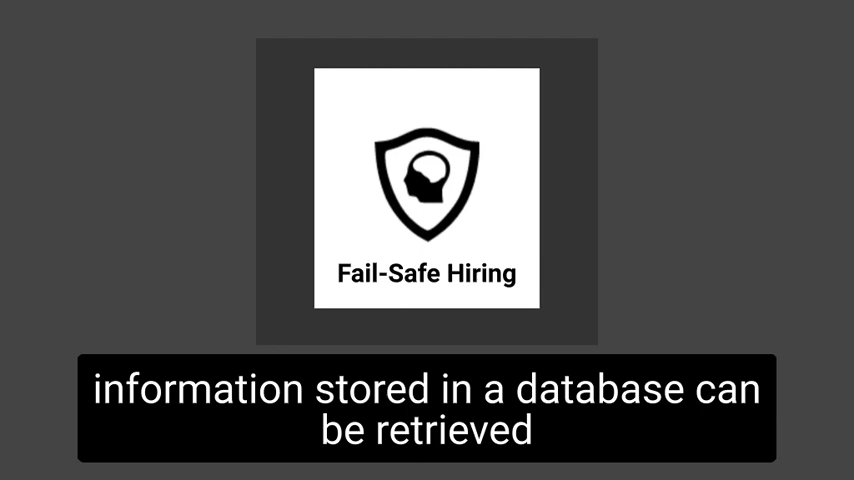 Fail-Safe Hiring
information stored in a database can
be retrieved